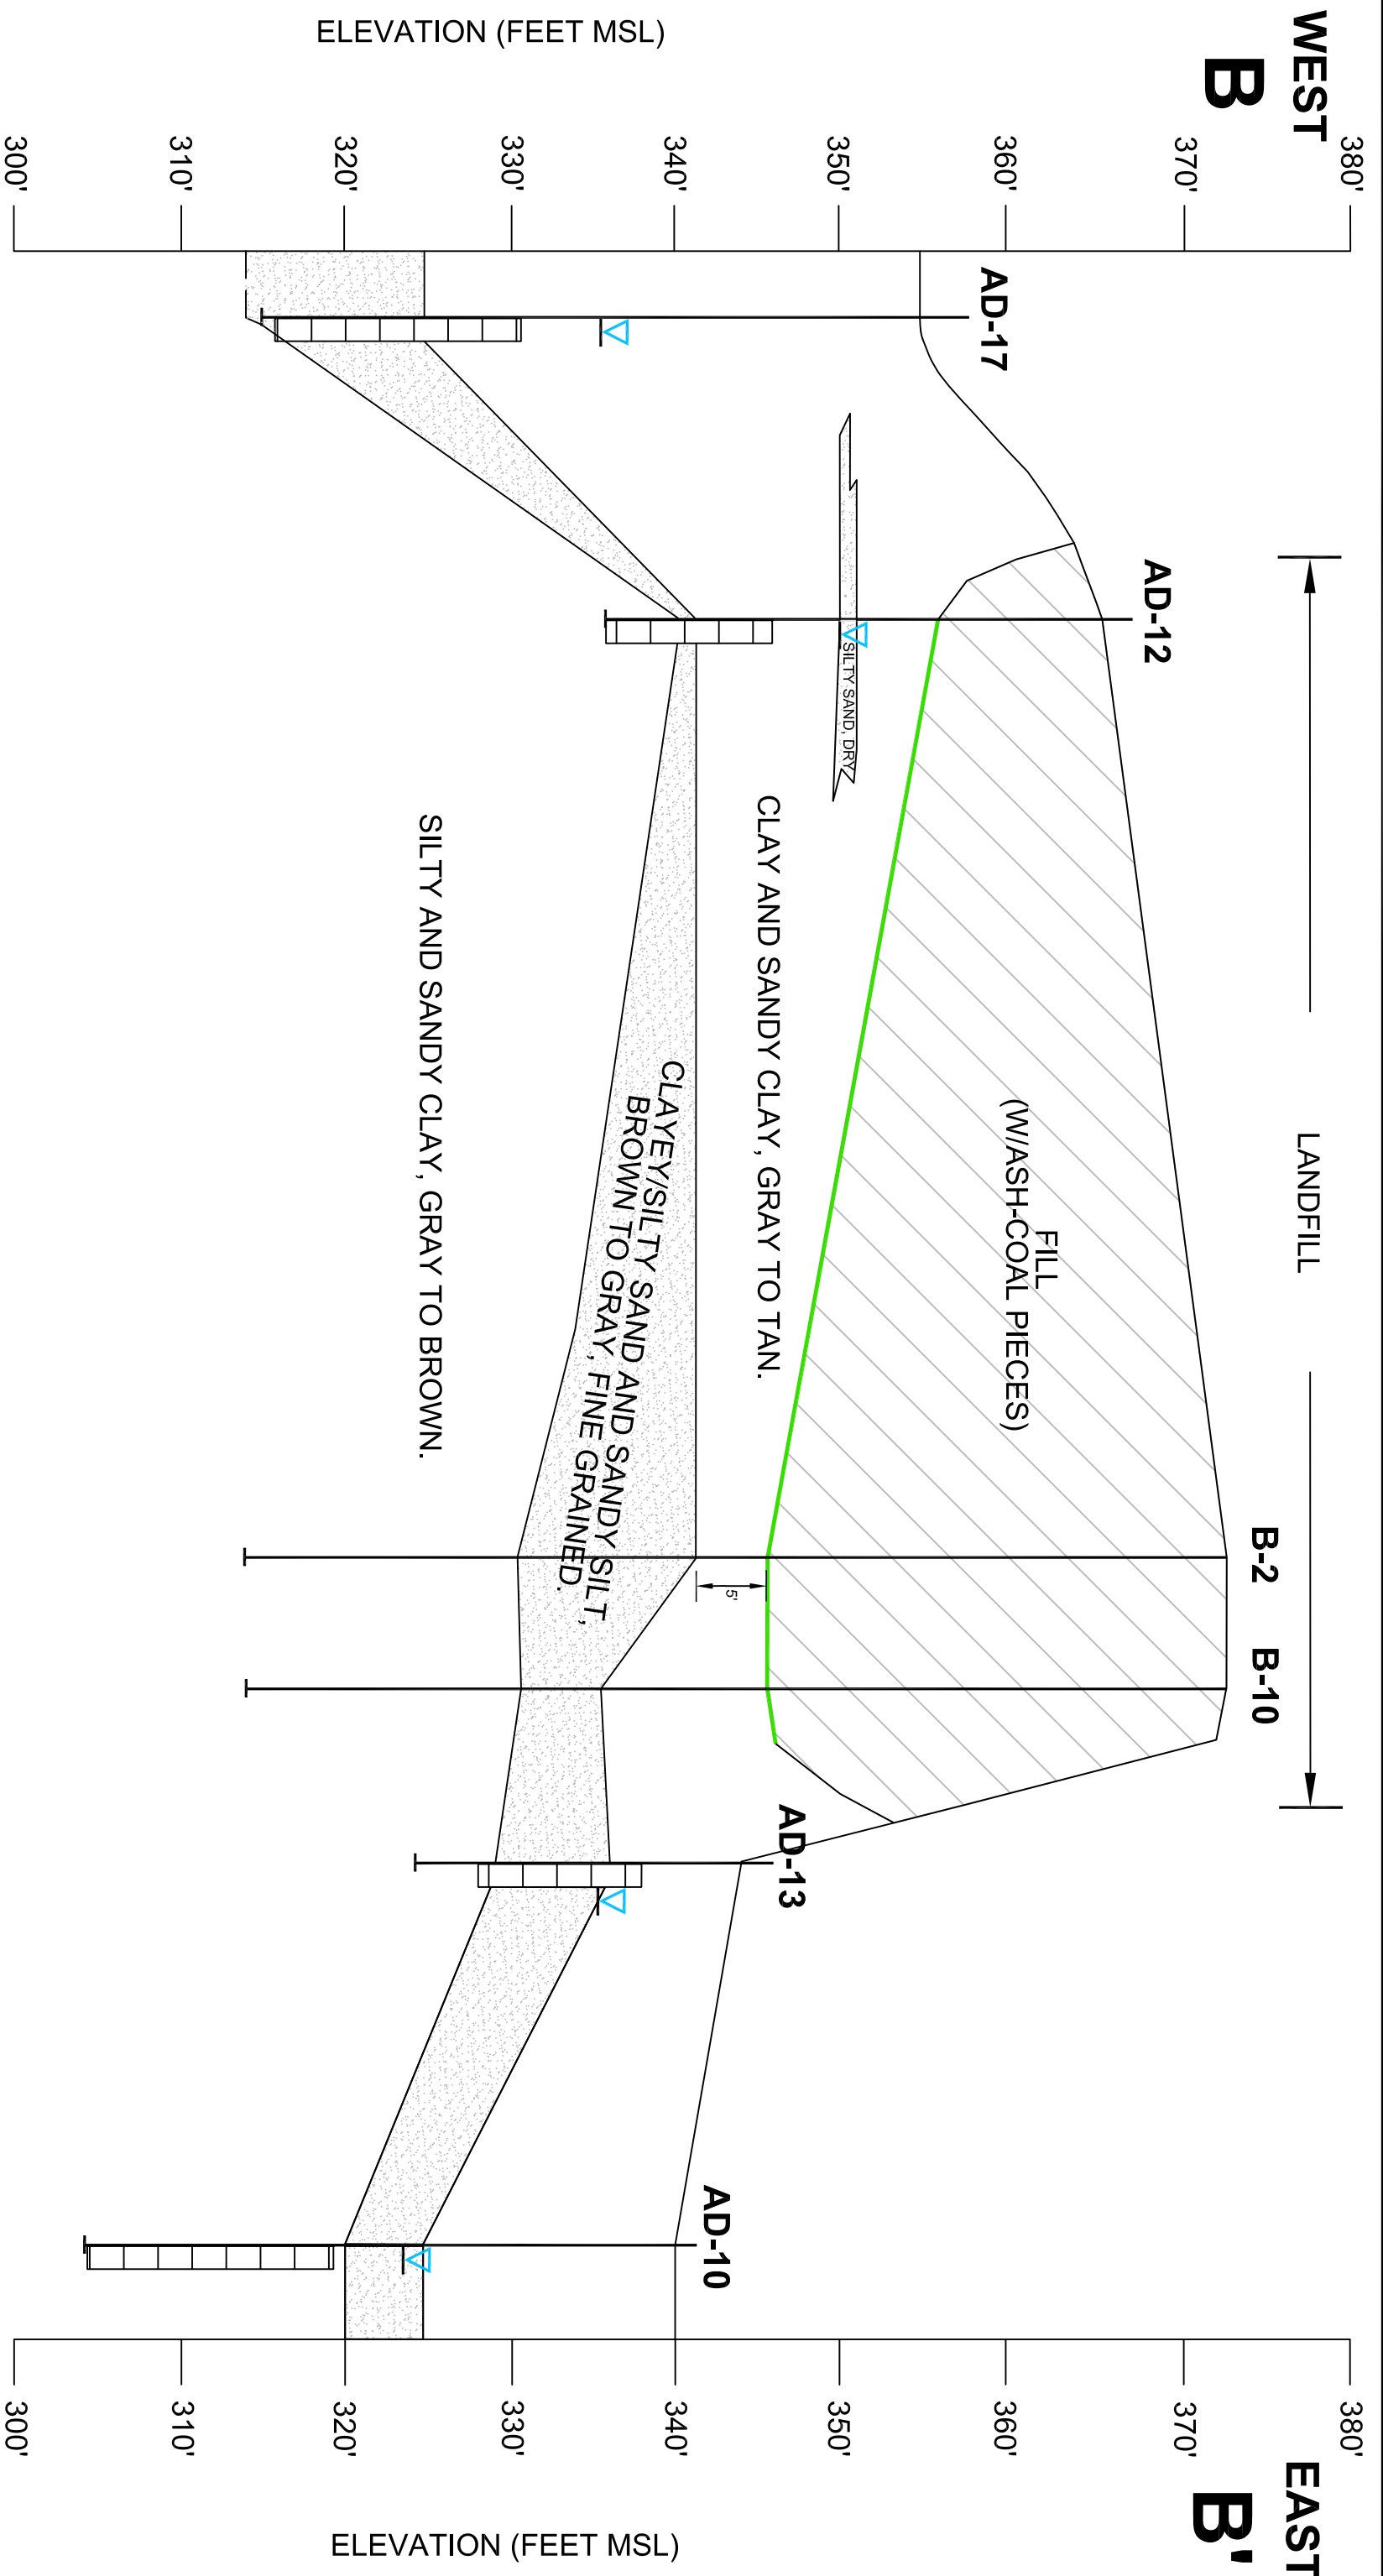 WEST
B
EAST
B'
ELEVATION (FEET MSL)
380'
370'
360'
350'
340'
330'
320'
310'
300'
AD-17
AD-12
LANDFILL
B-2
B-10
AD-13
AD-10
FILL
(W/ASH-COAL PIECES)
SILTY SAND, DRY
CLAY AND SANDY CLAY, GRAY TO TAN.
5'
CLAYEY/SILTY SAND AND SANDY SILT,
BROWN TO GRAY, FINE GRAINED.
SILTY AND SANDY CLAY, GRAY TO BROWN.
380'
370'
360'
350'
340'
330'
320'
310'
300'
ELEVATION (FEET MSL)